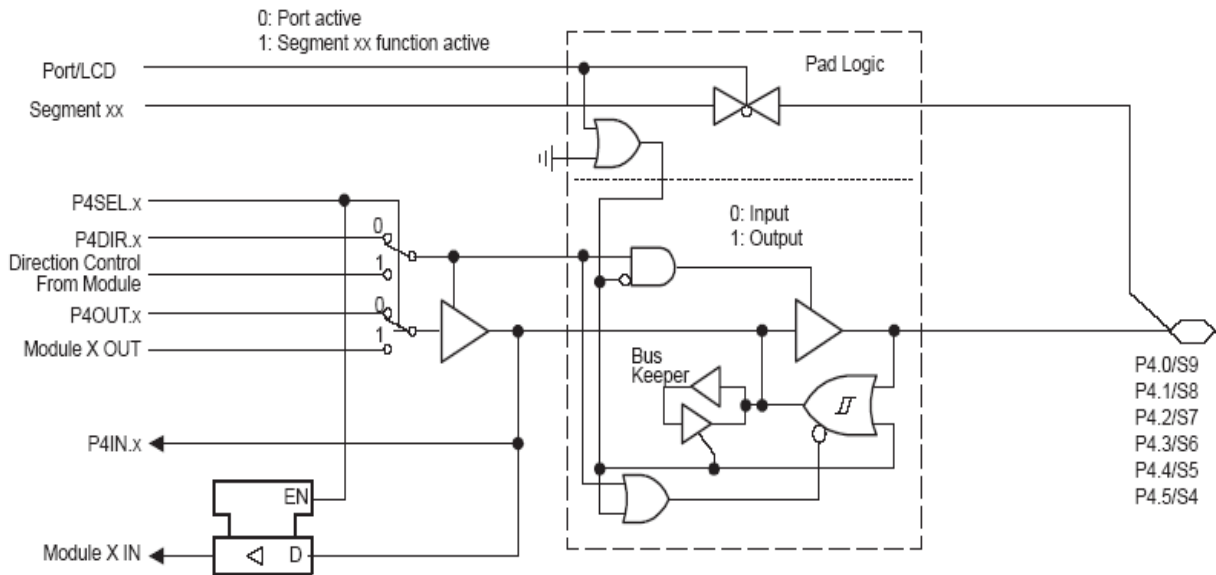 0: Port active
1: Segment xx function active
Port/LCD
Pad Logic
Segment xx
P4SEL.x
0
P4DIR.x
Direction Control
From Module
1
0: Input
1: Output
P4OUT.x
0
1
Module X OUT
Bus
Keeper
P4.0/S9
P4.1/S8
P4.2/S7
P4.3/S6
P4.4/S5
P4.5/S4
P4IN.x
EN
Module X IN
D